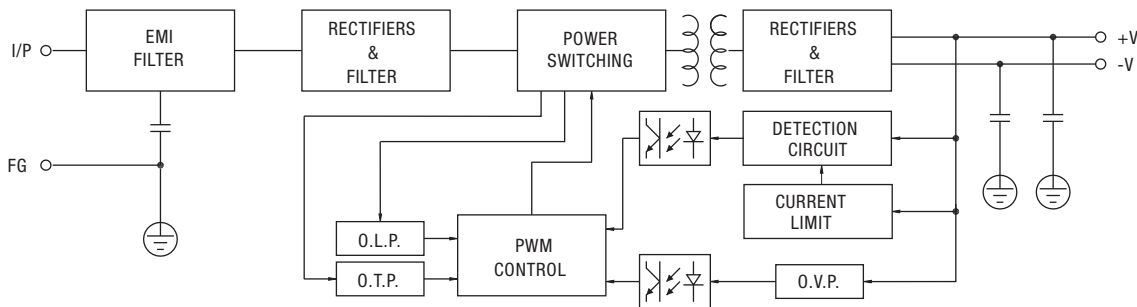 I/P
EMI
FILTER
RECTIFIERS
&
FILTER
POWER
SWITCHING
RECTIFIERS
&
FILTER
+V
-V
FG
DETECTION
CIRCUIT
CURRENT
LIMIT
O.L.P.
O.T.P.
PWM
CONTROL
O.V.P.